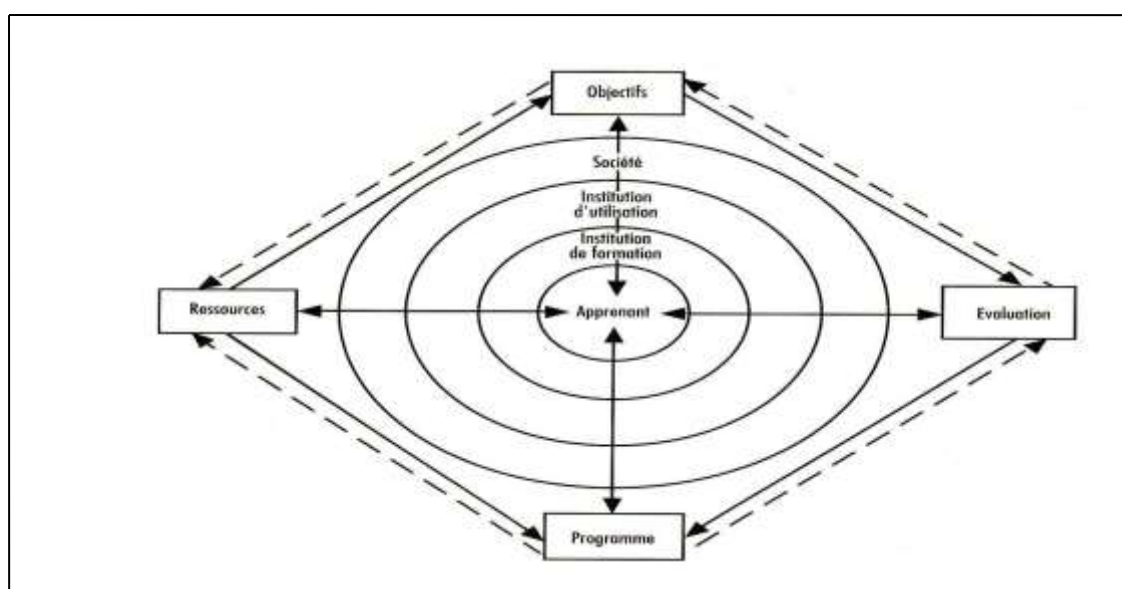 Objectifs
Société
Institution
d'utilisation
Institution
de formation
Ressources
Apprenant
Evaluation
Programme